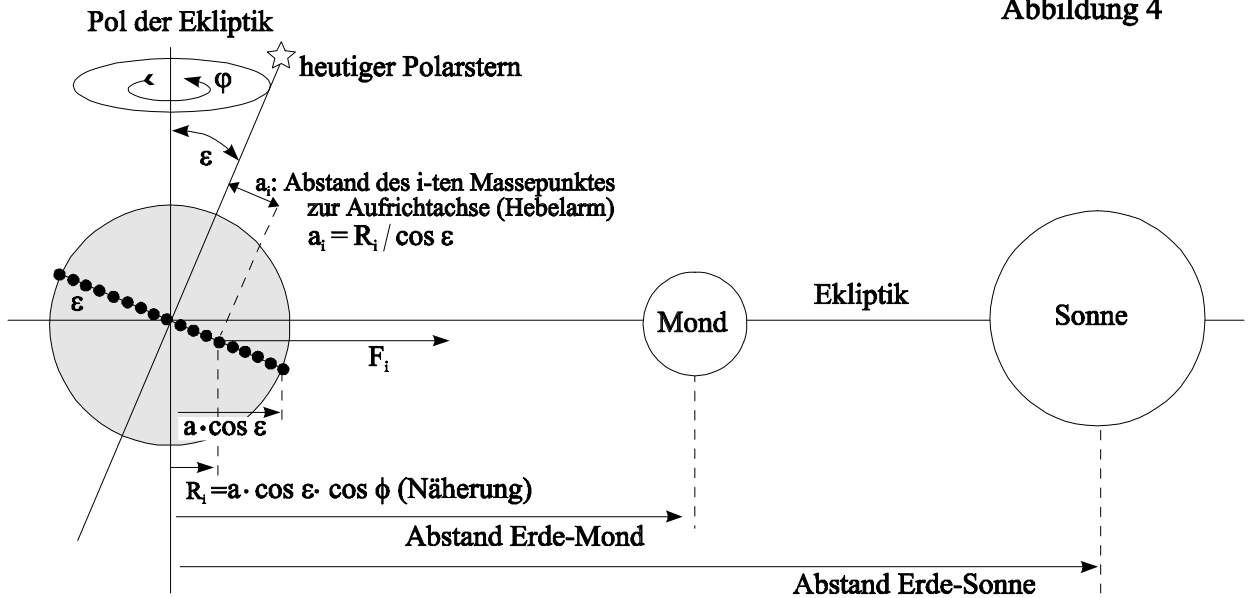 Abbildung 4
Pol der Ekliptik
heutiger Polarstern
φ
ε
aᵢ: Abstand des i-ten Massepunktes
zur Aufrichtachse (Hebelarm)
aᵢ = Rᵢ / cos ε
ε
Ekliptik
Mond
Sonne
Fᵢ
a·cos ε
Rᵢ=a· cos ε· cos ϕ (Näherung)
Abstand Erde-Mond
Abstand Erde-Sonne